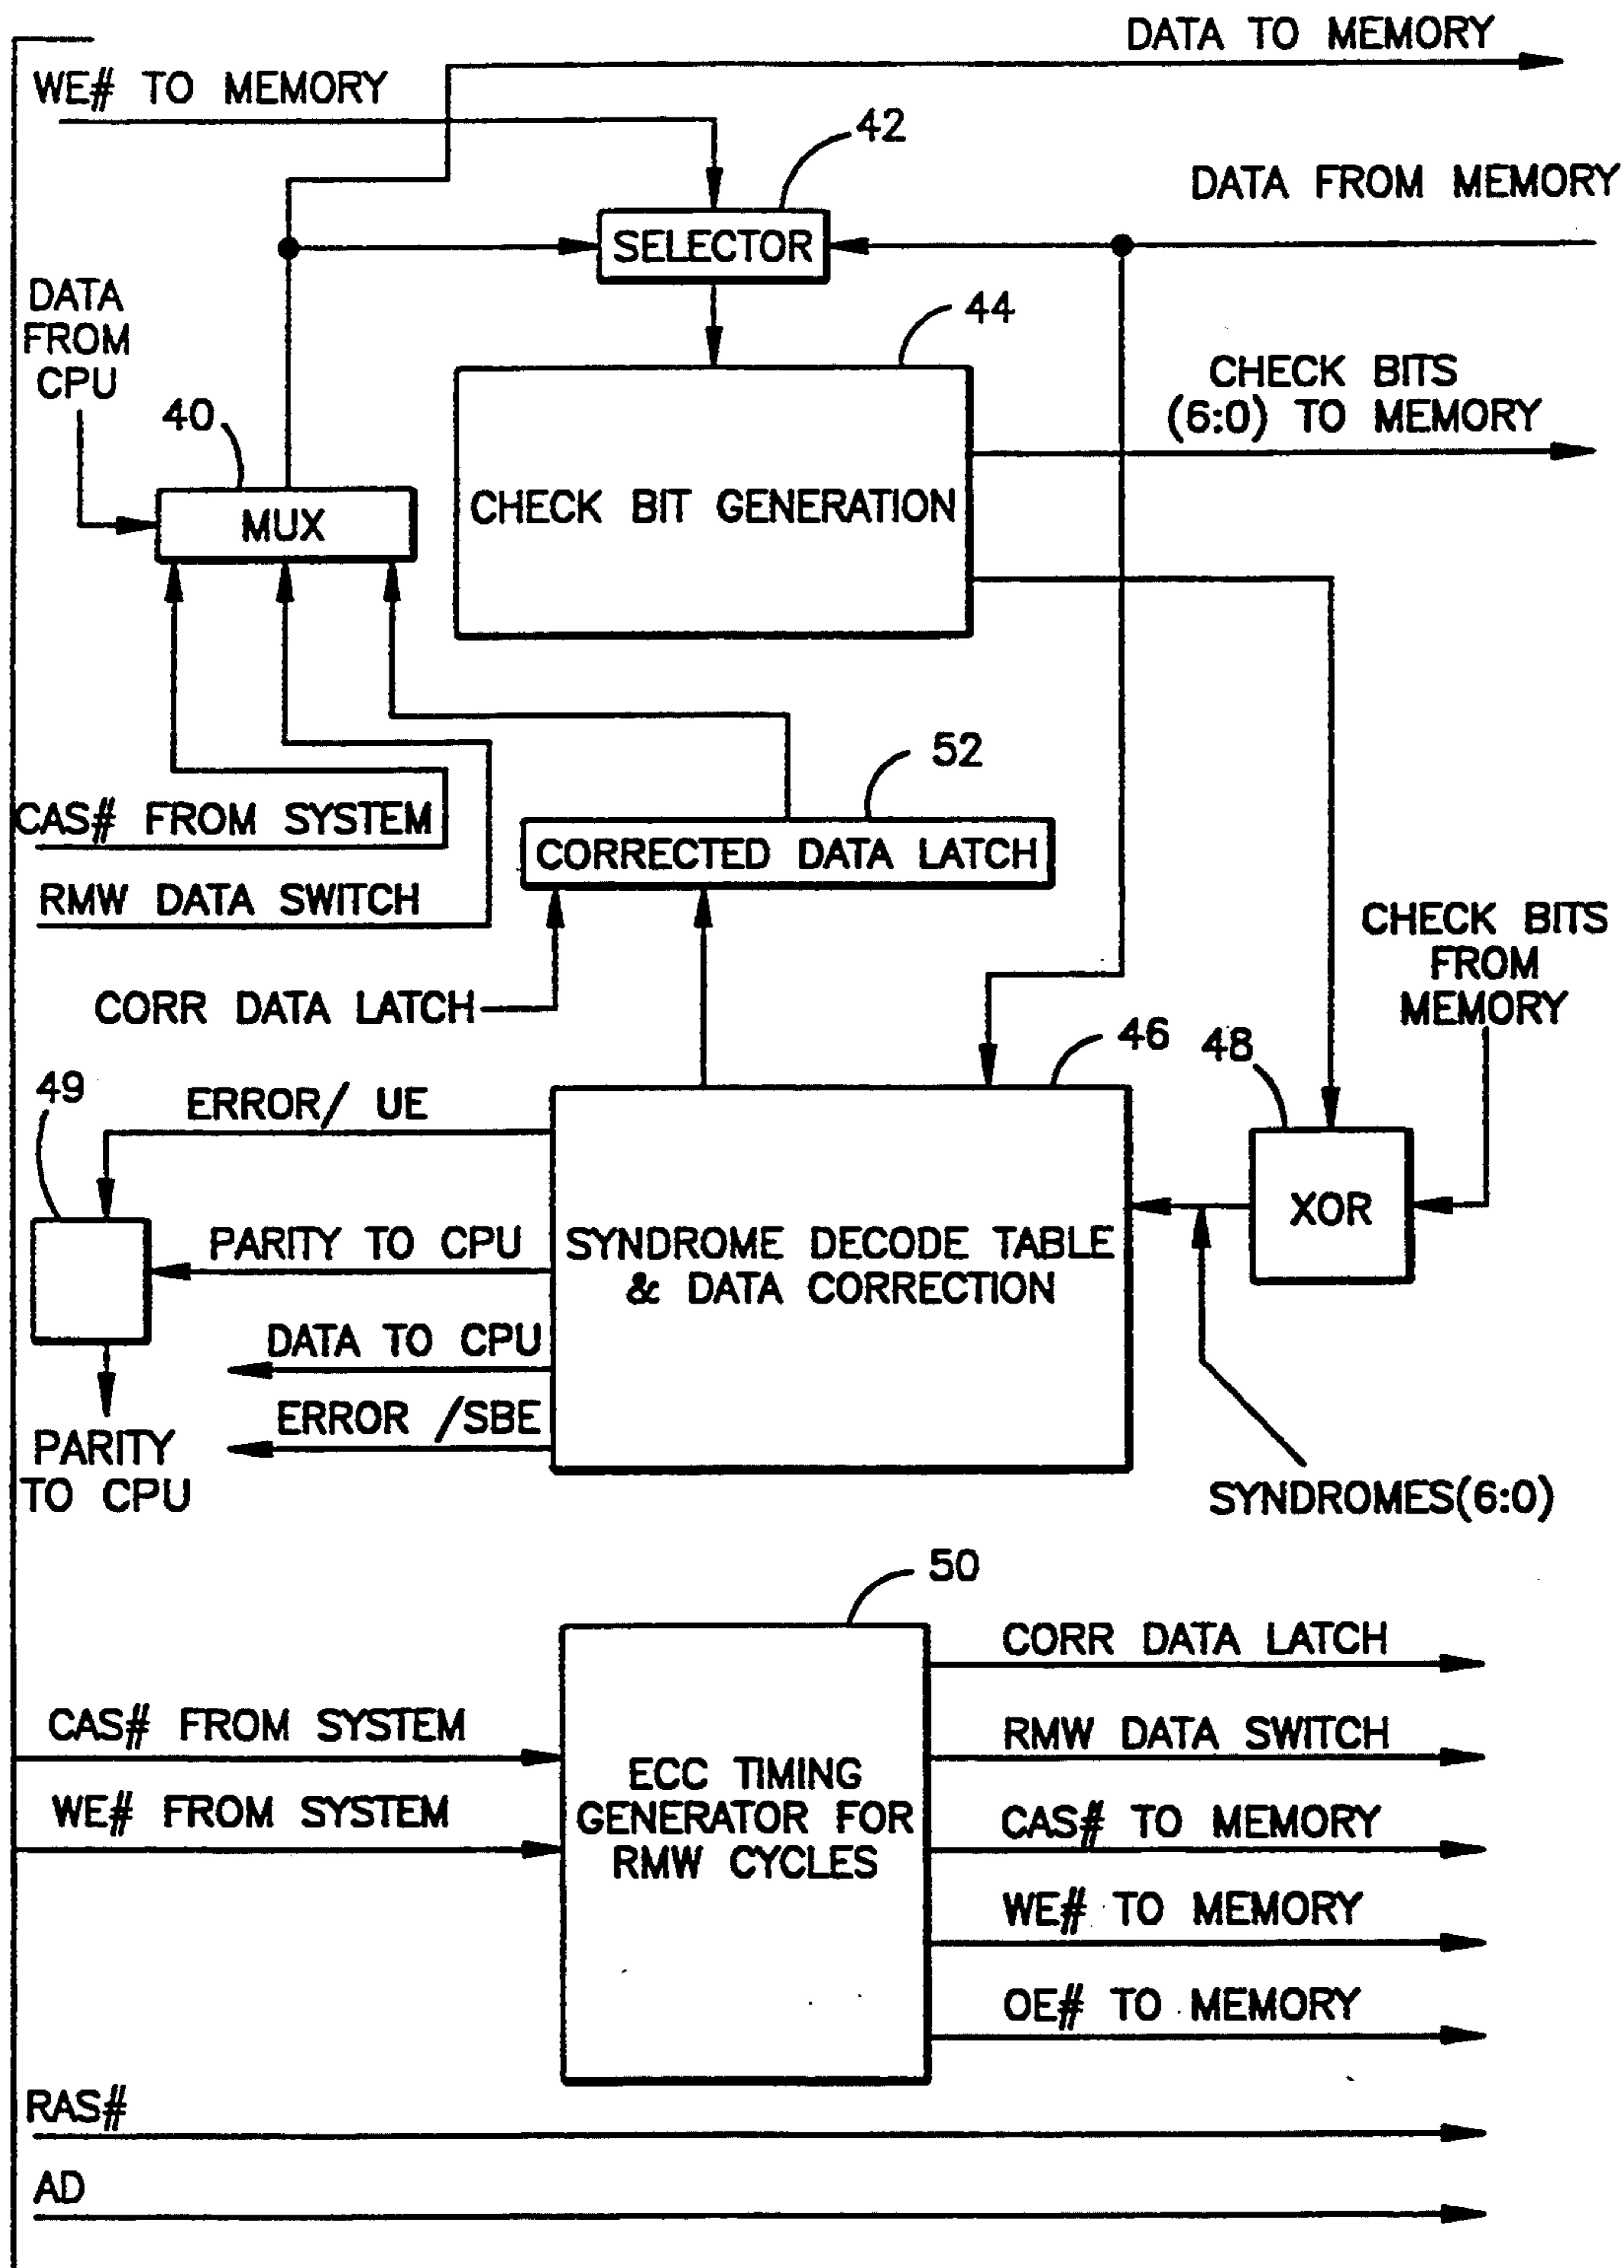 DATA TO MEMORY
WE# TO MEMORY
42
DATA FROM MEMORY
SELECTOR
DATA
FROM
CPU
44
CHECK BITS
(6:0) TO MEMORY
40
MUX
CHECK BIT GENERATION
52
CAS# FROM SYSTEM
CORRECTED DATA LATCH
RMW DATA SWITCH
CHECK BITS
FROM
MEMORY
CORR DATA LATCH
46
48
49
ERROR/ UE
XOR
PARITY TO CPU
SYNDROME DECODE TABLE
& DATA CORRECTION
DATA TO CPU
ERROR /SBE
PARITY
TO CPU
SYNDROMES(6:0)
50
CORR DATA LATCH
CAS# FROM SYSTEM
RMW DATA SWITCH
ECC TIMING
GENERATOR FOR
RMW CYCLES
WE# FROM SYSTEM
CAS# TO MEMORY
WE# TO MEMORY
OE# TO MEMORY
RAS#
AD